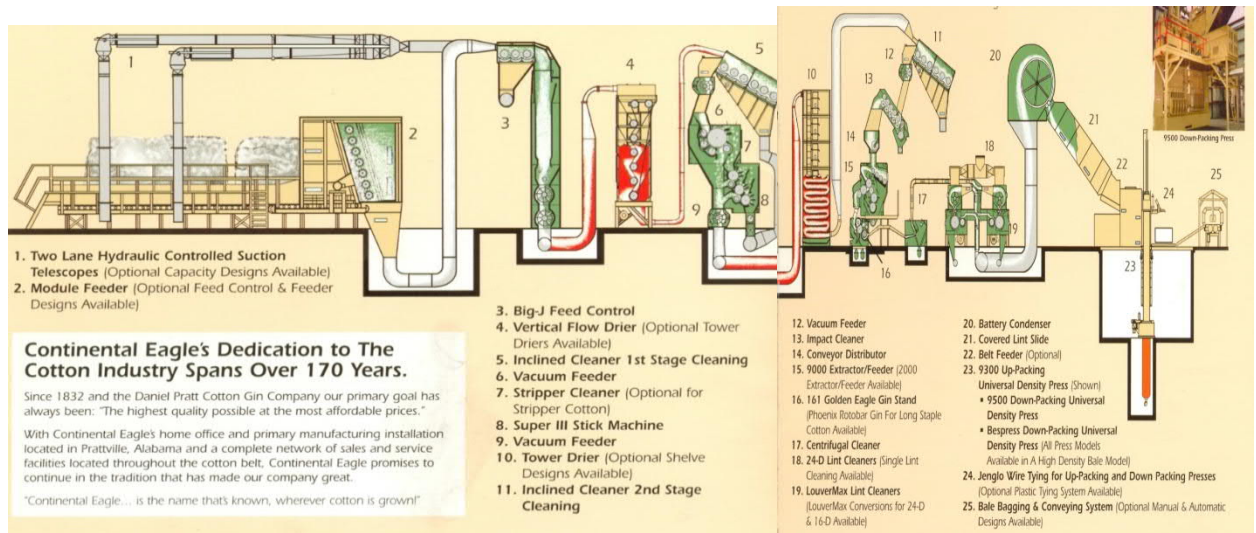 1
2
3
4
5
6
7
8
9
10
11
12
13
14
15
16
17
18
19
20
21
22
23
24
25
9500 Down-Packing Press
1. Two Lane Hydraulic Controlled Suction
Telescopes (Optional Capacity Designs Available)
2. Module Feeder (Optional Feed Control & Feeder
Designs Available)
Continental Eagle's Dedication to The
Cotton Industry Spans Over 170 Years.
Since 1832 and the Daniel Pratt Cotton Gin Company our primary goal has
always been: "The highest quality possible at the most affordable prices."
With Continental Eagle's home office and primary manufacturing installation
located in Prattville, Alabama and a complete network of sales and service
facilities located throughout the cotton belt, Continental Eagle promises to
continue in the tradition that has made our company great.
"Continental Eagle... is the name that's known, wherever cotton is grown!"
3. Big-J Feed Control
4. Vertical Flow Drier (Optional Tower
Driers Available)
5. Inclined Cleaner 1st Stage Cleaning
6. Vacuum Feeder
7. Stripper Cleaner (Optional for
Stripper Cotton)
8. Super III Stick Machine
9. Vacuum Feeder
10. Tower Drier (Optional Shelve
Designs Available)
11. Inclined Cleaner 2nd Stage
Cleaning
12. Vacuum Feeder
13. Impact Cleaner
14. Conveyor Distributor
15. 9000 Extractor/Feeder (2000
Extractor/Feeder Available)
16. 161 Golden Eagle Gin Stand
(Phoenix Rotobar Gin For Long Staple
Cotton Available)
17. Centrifugal Cleaner
18. 24-D Lint Cleaners (Single Lint
Cleaning Available)
19. LouverMax Lint Cleaners
(LouverMax Conversions for 24-D
& 16-D Available)
20. Battery Condenser
21. Covered Lint Slide
22. Belt Feeder (Optional)
23. 9300 Up-Packing
Universal Density Press (Shown)
• 9500 Down-Packing Universal
Density Press
• Bespress Down-Packing Universal
Density Press (All Press Models
Available in A High Density Bale Model)
24. Jenglo Wire Tying for Up-Packing and Down Packing Presses
(Optional Plastic Tying System Available)
25. Bale Bagging & Conveying System (Optional Manual & Automatic
Designs Available)